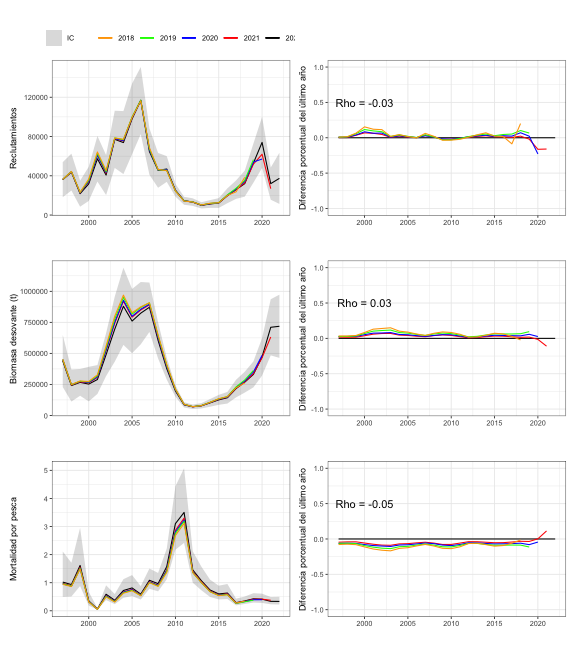 IC 2018 2019 2020 2021
Reclutamientos
120000
80000
40000
0
2000 2005 2010 2015 2020
Diferencia porcentual del último año
1.0
0.5
0.0
-0.5
-1.0
Rho = -0.03
2000 2005 2010 2015 2020
Biomasa desovante (t)
1000000
750000
500000
250000
0
2000 2005 2010 2015 2020
Diferencia porcentual del último año
1.0
0.5
0.0
-0.5
-1.0
Rho = 0.03
2000 2005 2010 2015 2020
Mortalidad por pesca
5
4
3
2
1
0
2000 2005 2010 2015 2020
Diferencia porcentual del último año
1.0
0.5
0.0
-0.5
-1.0
Rho = -0.05
2000 2005 2010 2015 2020